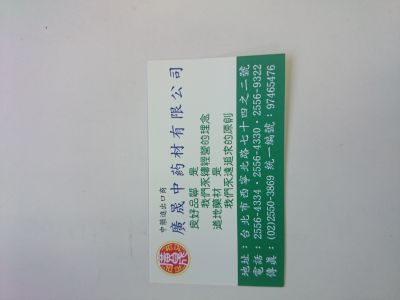 中藥進出口商
廣晟中药材有限公司
良好品質 是
我們永續經營的理念
道地藥材 是
我們永遠追求的原則
地址：台北市西寧北路七十四之二號
電話：2556-4334・2556-4330・2556-9322
傳真：(02)2550-3869 統一編號：97465476